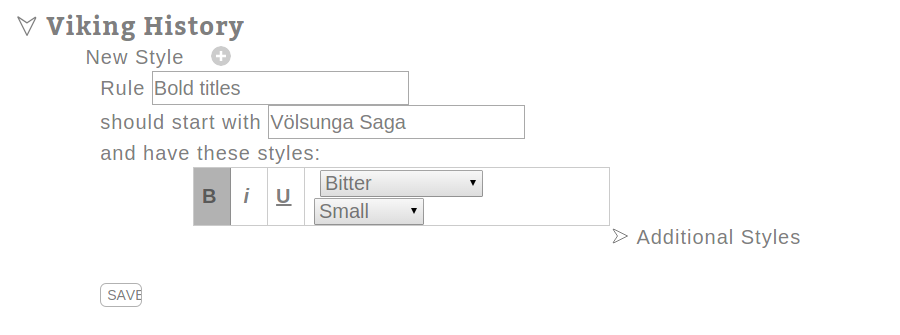 Viking History
New Style
Rule Bold titles
should start with Völsunga Saga
and have these styles:
B i U Bitter
Small
Additional Styles
SAVE